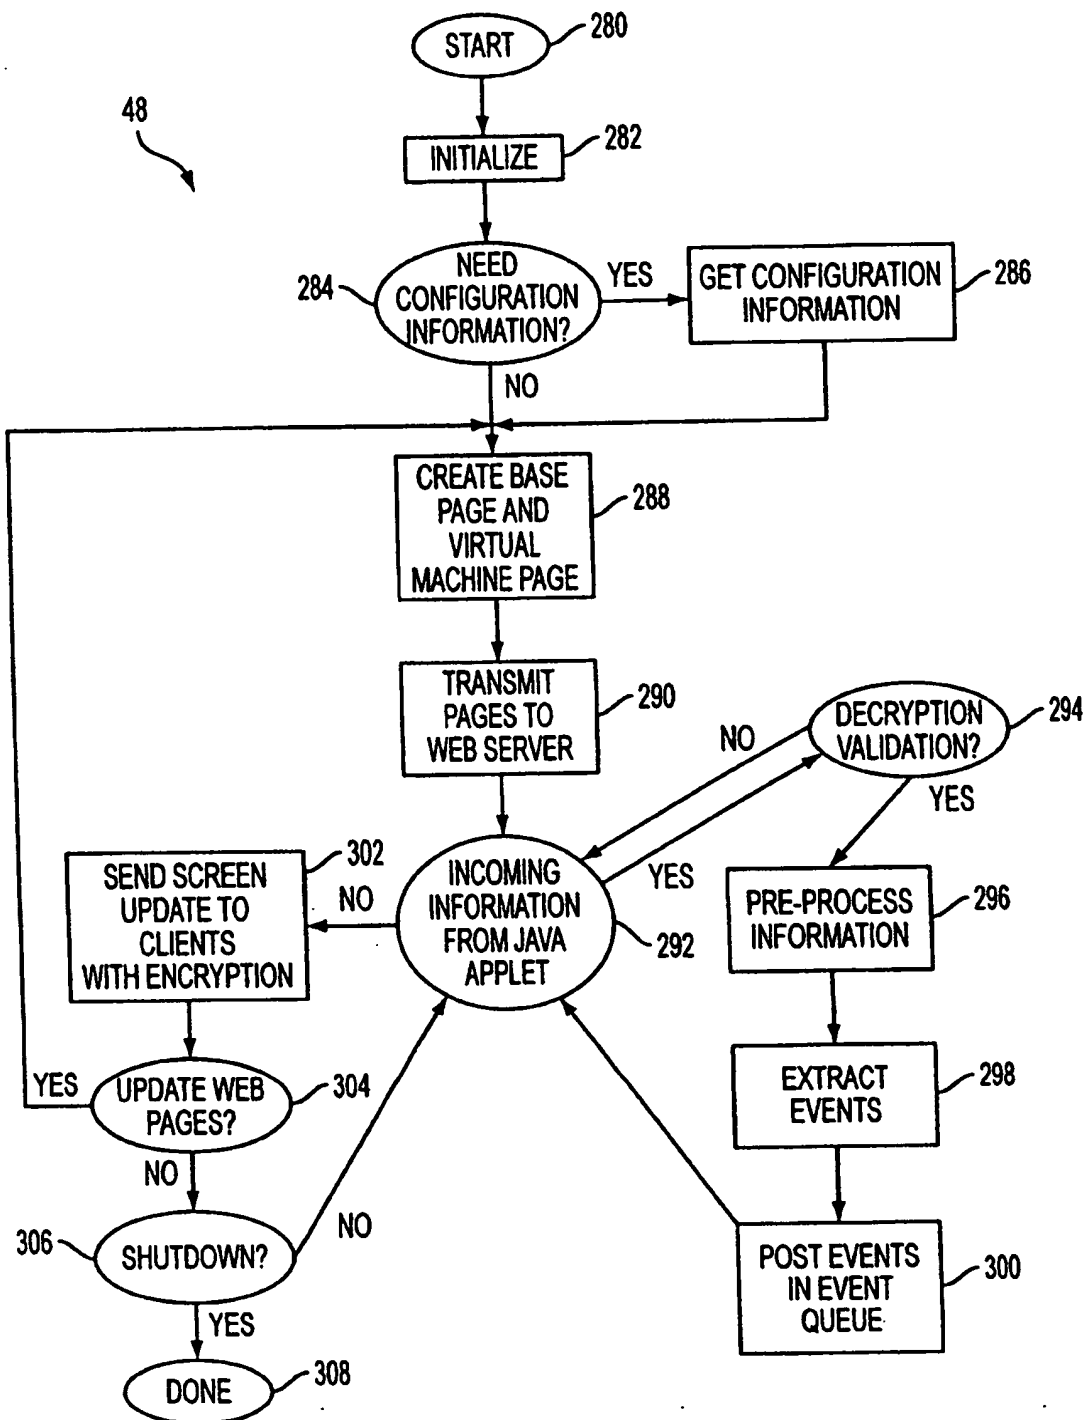 START
280
48
INITIALIZE
282
NEED
CONFIGURATION
INFORMATION?
284
YES
GET CONFIGURATION
INFORMATION
286
NO
CREATE BASE
PAGE AND
VIRTUAL
MACHINE PAGE
288
TRANSMIT
PAGES TO
WEB SERVER
290
DECRYPTION
VALIDATION?
294
NO
YES
YES
INCOMING
INFORMATION
FROM JAVA
APPLET
292
NO
SEND SCREEN
UPDATE TO
CLIENTS
WITH ENCRYPTION
302
PRE-PROCESS
INFORMATION
296
EXTRACT
EVENTS
298
YES
UPDATE WEB
PAGES?
304
NO
SHUTDOWN?
306
NO
POST EVENTS
IN EVENT
QUEUE
300
YES
DONE
308